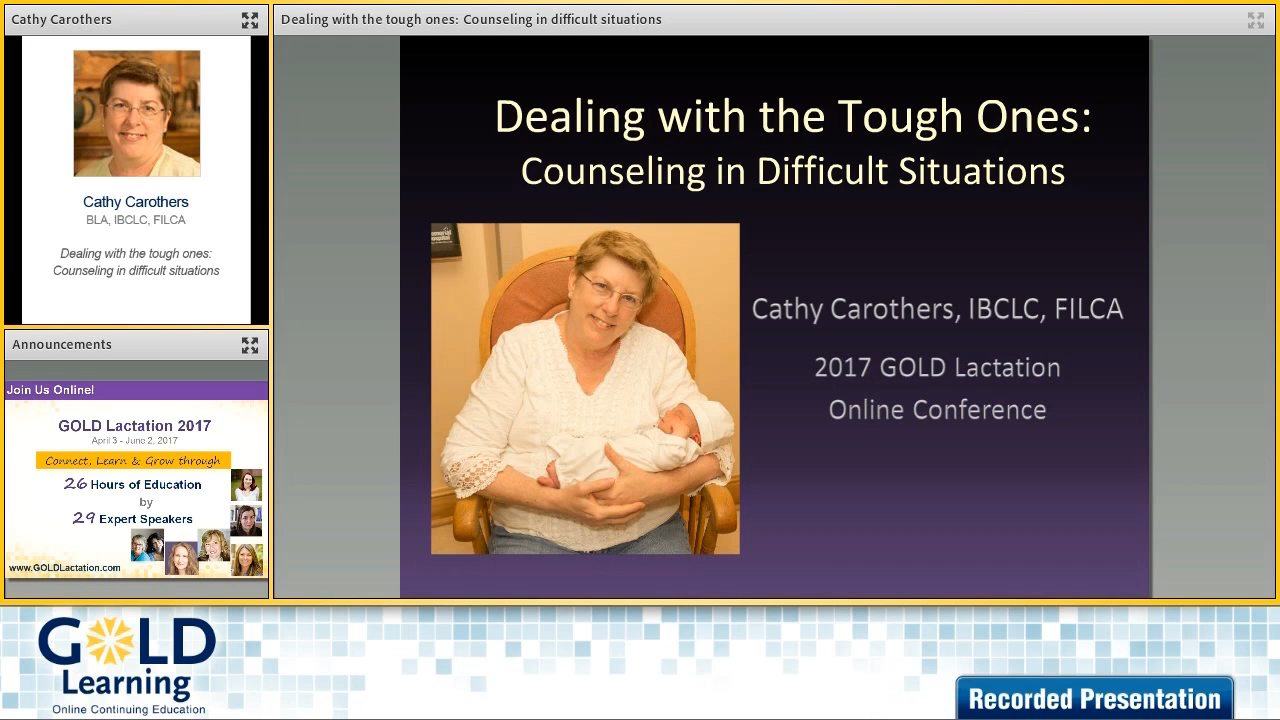 Cathy Carothers
Cathy Carothers
BLA, IBCLC, FILCA
Dealing with the tough ones:
Counseling in difficult situations
Announcements
Join Us Online!
GOLD Lactation 2017
April 3 - June 2, 2017
Connect, Learn & Grow through
26 Hours of Education
by
29 Expert Speakers
www.GOLDLactation.com
Dealing with the tough ones: Counseling in difficult situations
Dealing with the Tough Ones:
Counseling in Difficult Situations
Cathy Carothers, IBCLC, FILCA
2017 GOLD Lactation
Online Conference
GOLD
Learning
Online Continuing Education
Recorded Presentation